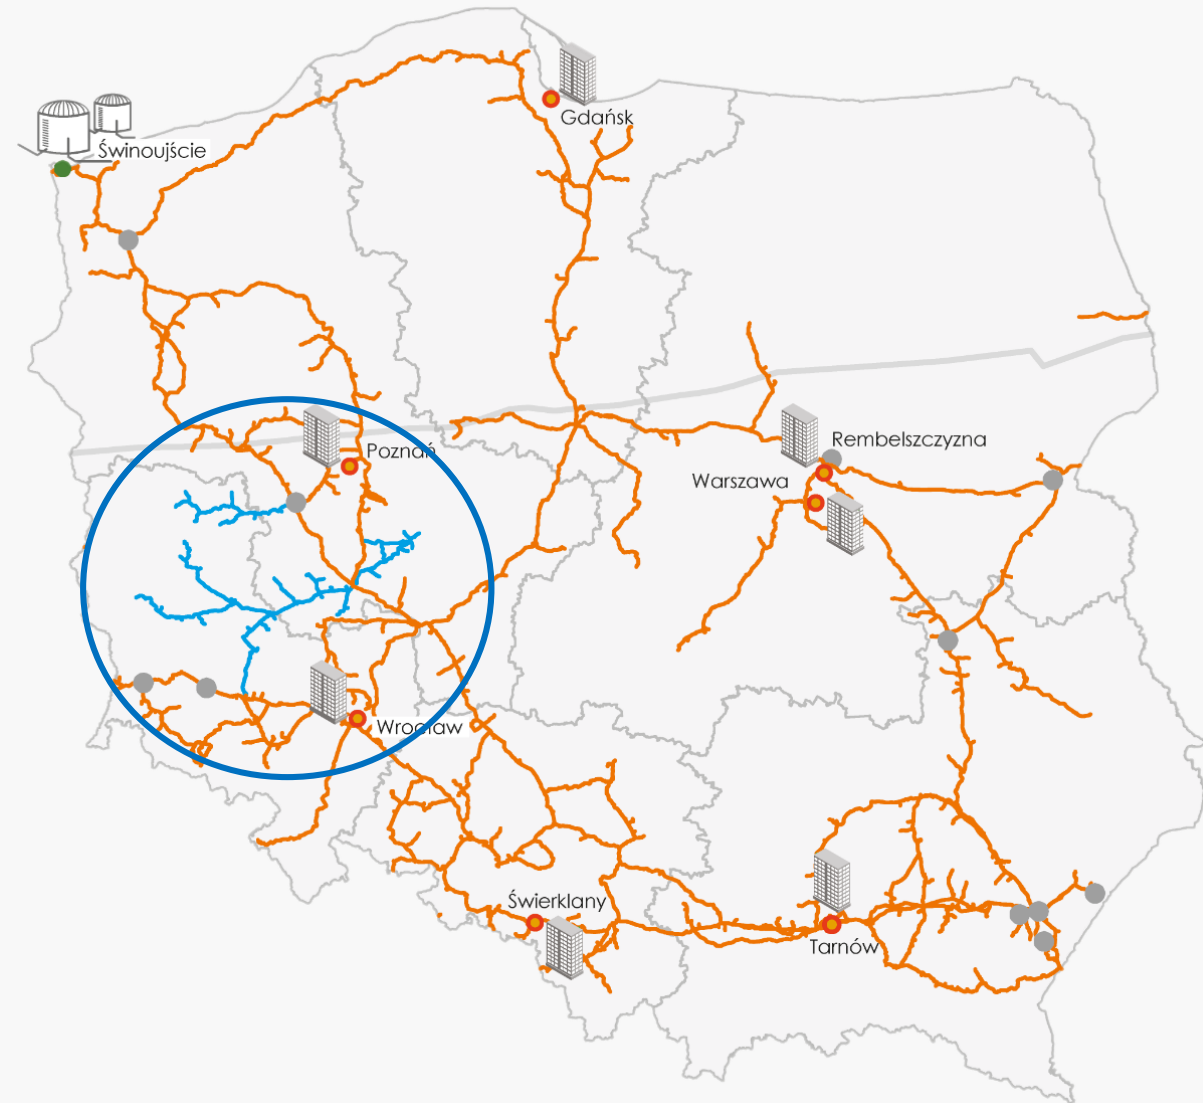 Gdańsk
Świnoujście
Poznań
Rembelszczyzna
Warszawa
Wrocław
Świerklany
Tarnów